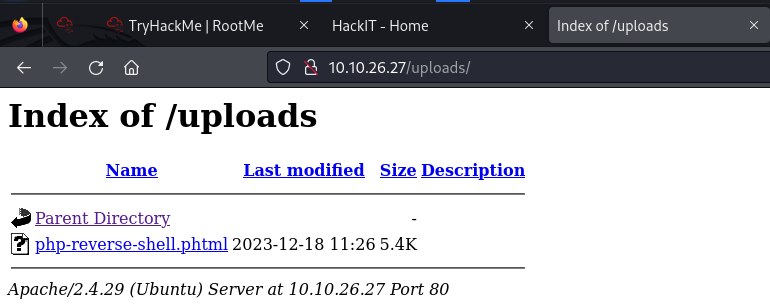 TryHackMe | RootMe
HackIT - Home
Index of /uploads
10.10.26.27/uploads/
Index of /uploads
Name Last modified Size Description
Parent Directory -
php-reverse-shell.phtml 2023-12-18 11:26 5.4K
Apache/2.4.29 (Ubuntu) Server at 10.10.26.27 Port 80